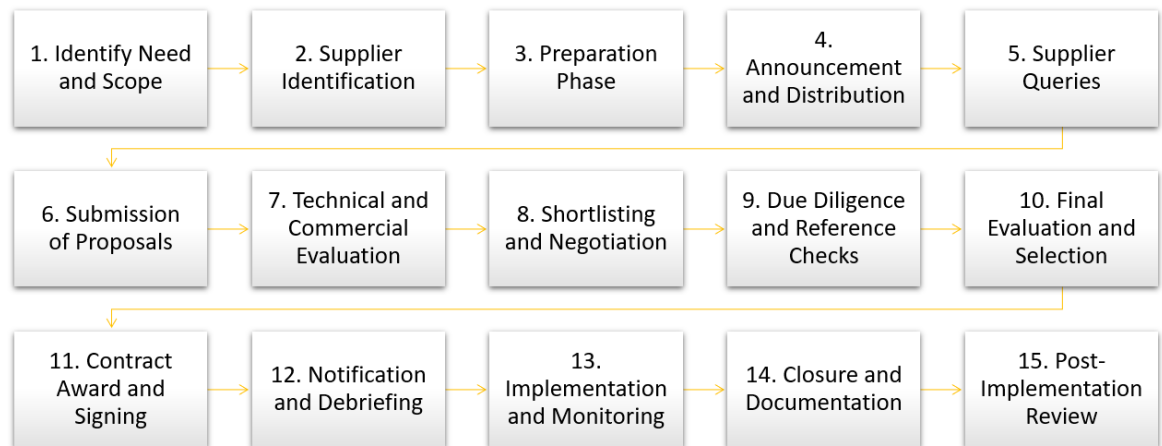 1. Identify Need
and Scope
2. Supplier
Identification
3. Preparation
Phase
4.
Announcement
and Distribution
5. Supplier
Queries
6. Submission
of Proposals
7. Technical and
Commercial
Evaluation
8. Shortlisting
and Negotiation
9. Due Diligence
and Reference
Checks
10. Final
Evaluation and
Selection
11. Contract
Award and
Signing
12. Notification
and Debriefing
13.
Implementation
and Monitoring
14. Closure and
Documentation
15. Post-
Implementation
Review